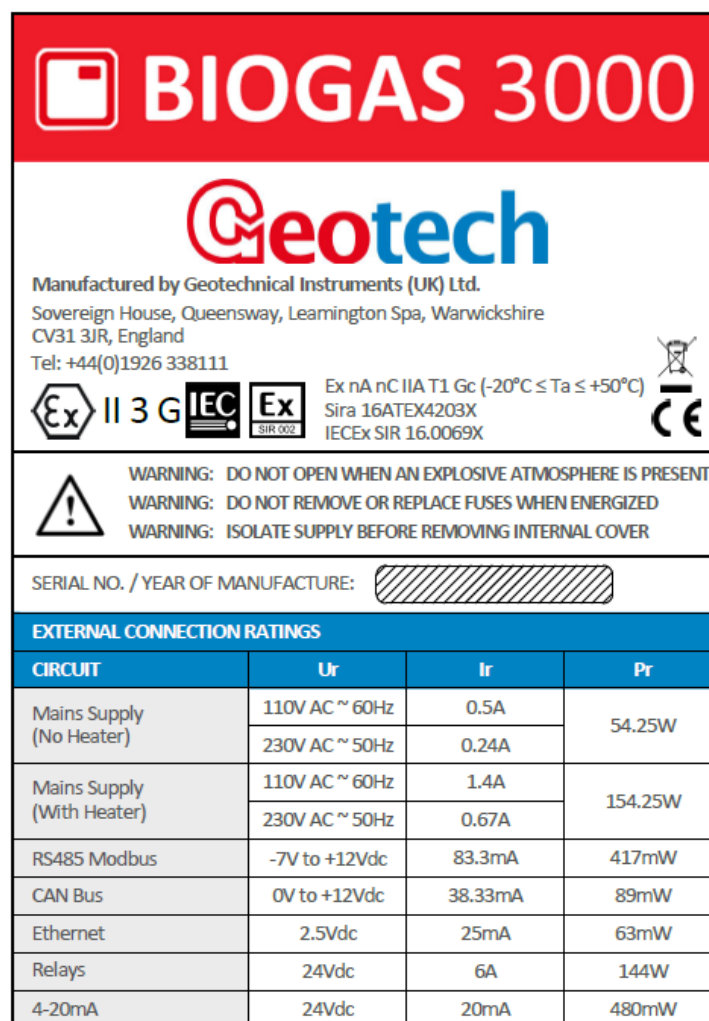 BIOGAS 3000
Geotech
Manufactured by Geotechnical Instruments (UK) Ltd.
Sovereign House, Queensway, Leamington Spa, Warwickshire
CV31 3JR, England
Tel: +44(0)1926 338111
Ex II 3 G IEC Ex SIR 002
Ex nA nC IIA T1 Gc (-20°C ≤ Ta ≤ +50°C)
Sira 16ATEX4203X
IECEx SIR 16.0069X
CE
WARNING: DO NOT OPEN WHEN AN EXPLOSIVE ATMOSPHERE IS PRESENT
WARNING: DO NOT REMOVE OR REPLACE FUSES WHEN ENERGIZED
WARNING: ISOLATE SUPPLY BEFORE REMOVING INTERNAL COVER
SERIAL NO. / YEAR OF MANUFACTURE:
EXTERNAL CONNECTION RATINGS
CIRCUIT Ur Ir Pr
Mains Supply (No Heater) 110V AC ~ 60Hz 0.5A 54.25W
230V AC ~ 50Hz 0.24A
Mains Supply (With Heater) 110V AC ~ 60Hz 1.4A 154.25W
230V AC ~ 50Hz 0.67A
RS485 Modbus -7V to +12Vdc 83.3mA 417mW
CAN Bus 0V to +12Vdc 38.33mA 89mW
Ethernet 2.5Vdc 25mA 63mW
Relays 24Vdc 6A 144W
4-20mA 24Vdc 20mA 480mW